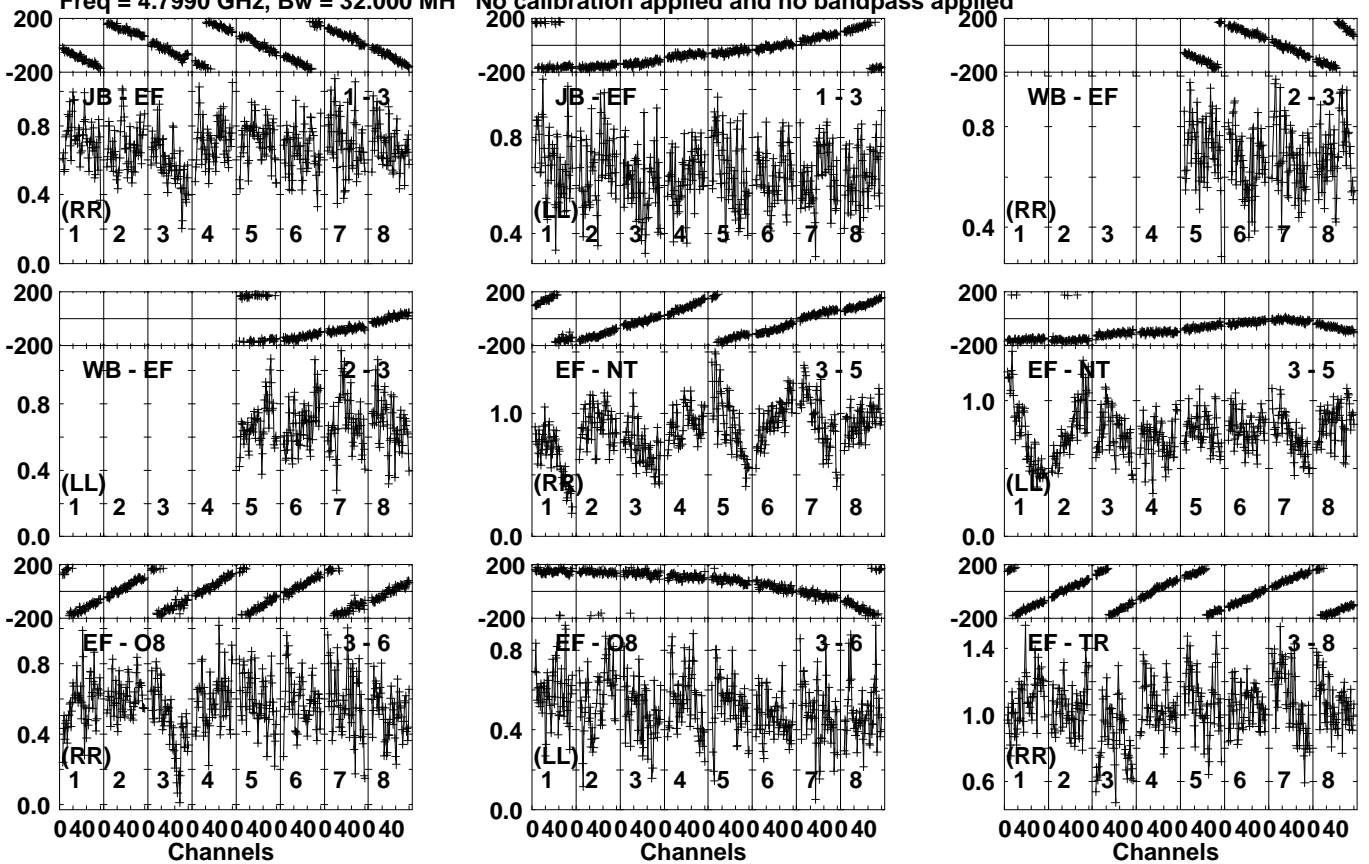 Freq = 4.7990 GHz, Bw = 32.000 MH No calibration applied and no bandpass applied
200
-200
JB - EF 1 - 3
0.8
0.4
(RR)
1 2 3 4 5 6 7 8
0.0
200
-200
JB - EF 1 - 3
0.8
(LL)
0.4
1 2 3 4 5 6 7 8
200
-200
WB - EF 2 - 3
0.8
(RR)
0.4
1 2 3 4 5 6 7 8
200
-200
WB - EF 2 - 3
0.8
0.4
(LL)
1 2 3 4 5 6 7 8
0.0
200
-200
EF - NT 3 - 5
1.0
(RR)
1 2 3 4 5 6 7 8
0.0
200
-200
EF - NT 3 - 5
1.0
(LL)
1 2 3 4 5 6 7 8
0.0
200
-200
EF - O8 3 - 6
0.8
0.4
(RR)
1 2 3 4 5 6 7 8
0.0
0 40 0 40 0 40 0 40 0 40 0 40 0 40 0 40
Channels
200
-200
EF - O8 3 - 6
0.8
0.4
(LL)
1 2 3 4 5 6 7 8
0.0
0 40 0 40 0 40 0 40 0 40 0 40 0 40 0 40
Channels
200
-200
EF - TR 3 - 8
1.4
1.0
(RR)
0.6
1 2 3 4 5 6 7 8
0 40 0 40 0 40 0 40 0 40 0 40 0 40 0 40
Channels